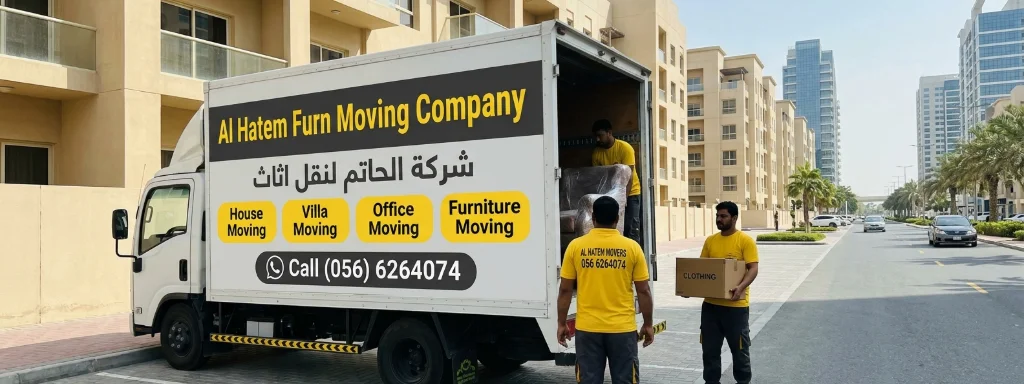 Al Hatem Furn Moving Company
شركة الحاتم لنقل اثاث
House
Moving
Villa
Moving
Office
Moving
Furniture
Moving
Call (056) 6264074
AL HATEM MOVERS
056 6264074
CLOTHING